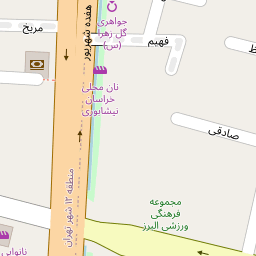 هفده شهریور
جواهری
گل زهرا
(س)
مریخ
فهیم
نان محلی
خراسان
نیشابوری
صادقی
منطقه ۱۲ شهر تهران
مجموعه
فرهنگی
ورزشی البرز
نانوایی